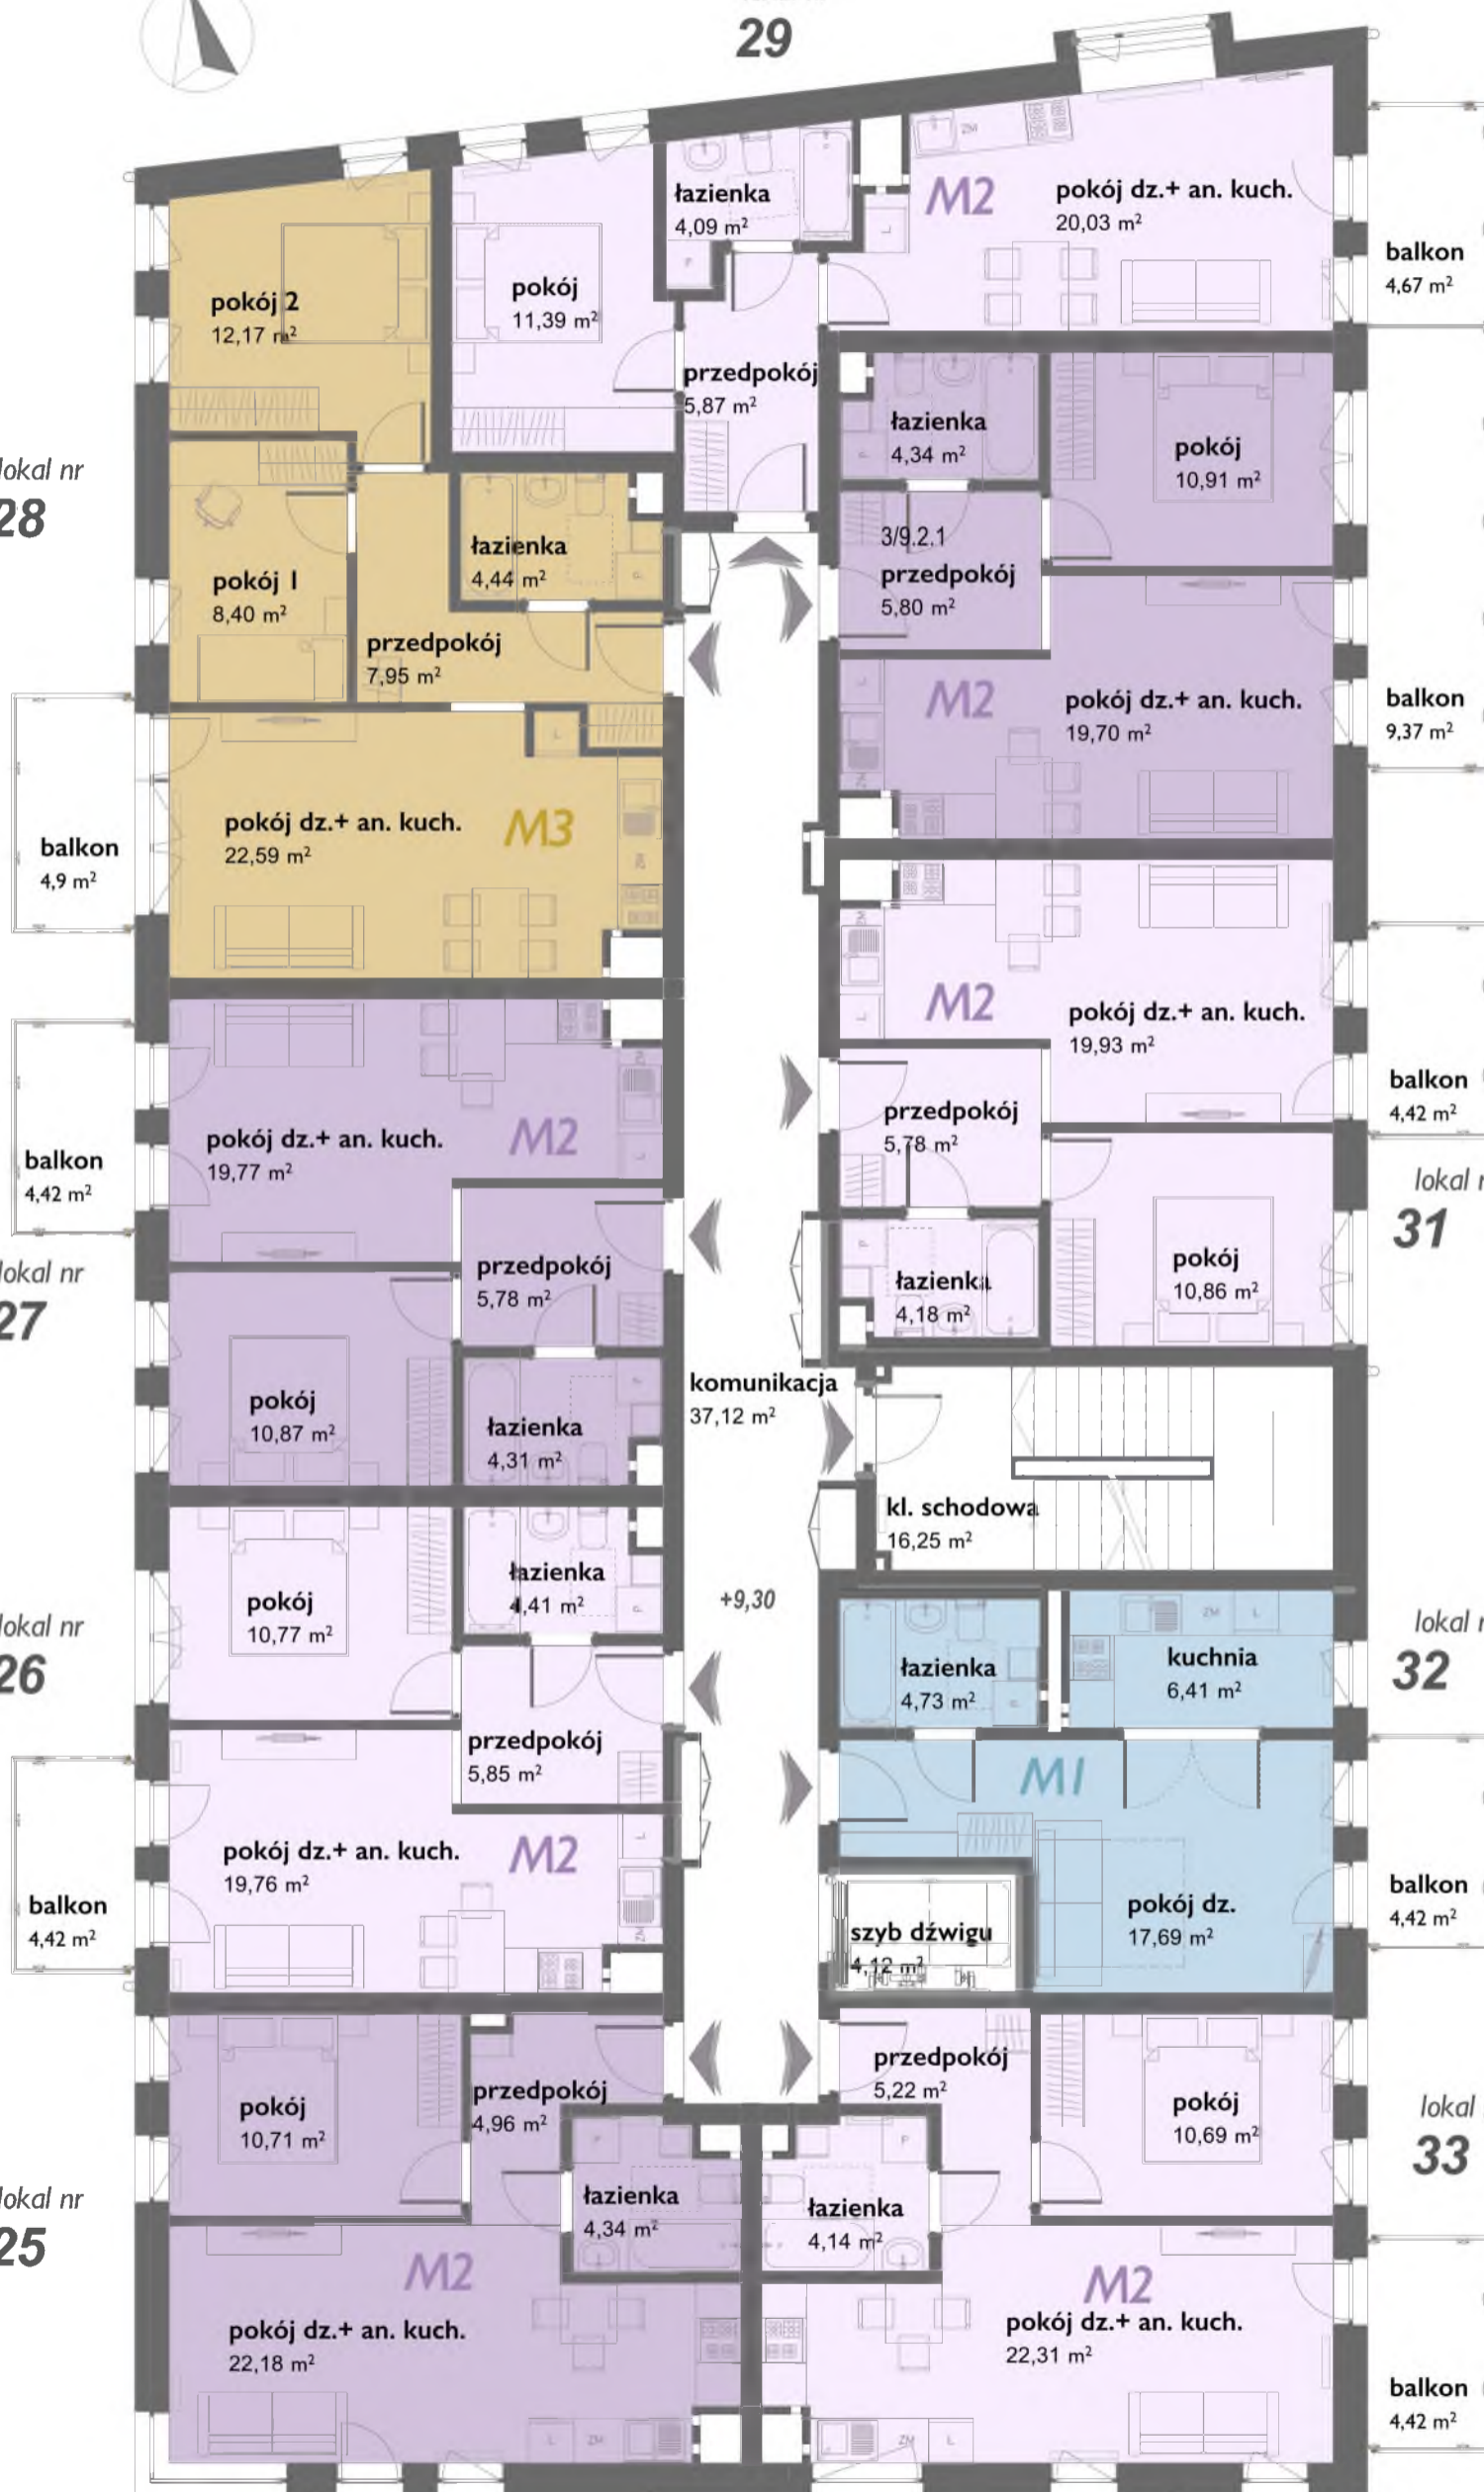 29
łazienka
4,09 m²
M2
pokój dz.+ an. kuch.
20,03 m²
balkon
4,67 m²
pokój 2
12,17 m²
pokój
11,39 m²
przedpokój
5,87 m²
łazienka
4,34 m²
pokój
10,91 m²
lokal nr
28
łazienka
4,44 m²
3/9.2.1
przedpokój
5,80 m²
pokój 1
8,40 m²
przedpokój
7,95 m²
M2
pokój dz.+ an. kuch.
19,70 m²
balkon
9,37 m²
pokój dz.+ an. kuch.
22,59 m²
M3
balkon
4,9 m²
M2
pokój dz.+ an. kuch.
19,93 m²
balkon
4,42 m²
pokój dz.+ an. kuch.
19,77 m²
M2
przedpokój
5,78 m²
balkon
4,42 m²
lokal nr
31
lokal nr
27
przedpokój
5,78 m²
łazienka
4,18 m²
pokój
10,86 m²
pokój
10,87 m²
łazienka
4,31 m²
komunikacja
37,12 m²
kl. schodowa
16,25 m²
pokój
10,77 m²
łazienka
4,41 m²
+9,30
lokal nr
26
łazienka
4,73 m²
kuchnia
6,41 m²
lokal nr
32
przedpokój
5,85 m²
M1
pokój dz.+ an. kuch.
19,76 m²
M2
balkon
4,42 m²
szyb dźwigu
4,12 m²
pokój dz.
17,69 m²
balkon
4,42 m²
pokój
10,71 m²
przedpokój
4,96 m²
przedpokój
5,22 m²
pokój
10,69 m²
lokal
33
lokal nr
25
łazienka
4,34 m²
łazienka
4,14 m²
M2
pokój dz.+ an. kuch.
22,18 m²
M2
pokój dz.+ an. kuch.
22,31 m²
balkon
4,42 m²